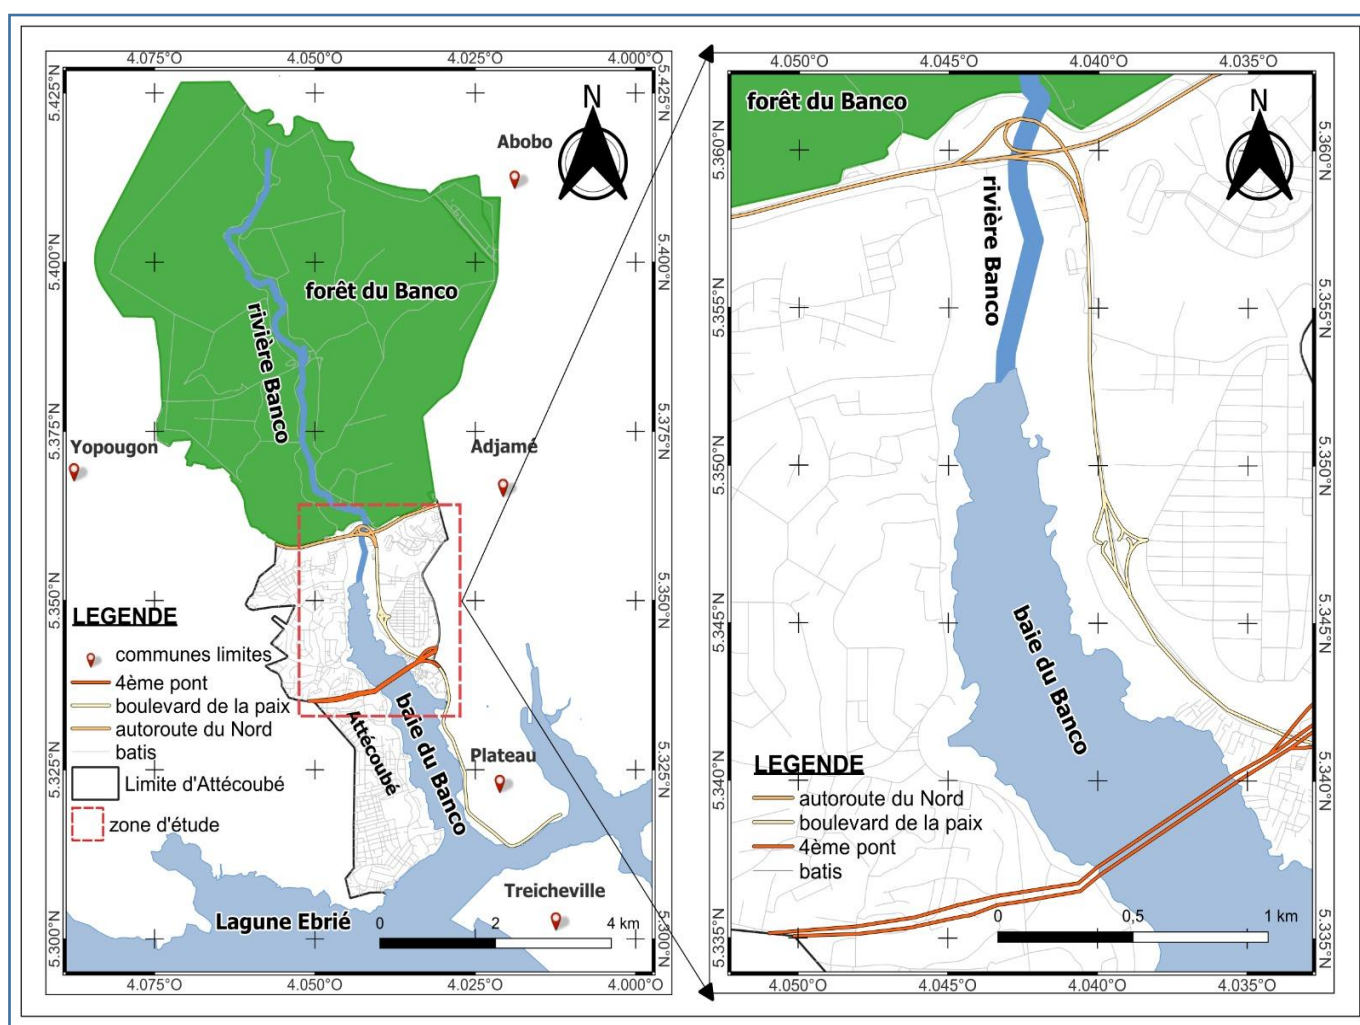 4.075°O 4.050°O 4.025°O 4.000°O
5.425°N 5.425°N
N
Abobo
5.400°N 5.400°N
forêt du Banco
rivière Banco
5.375°N 5.375°N
Yopougon
Adjamé
5.350°N 5.350°N
LEGENDE
communes limites
4ème pont
boulevard de la paix
autoroute du Nord
batis
Limite d'Attécoubé
zone d'étude
Attécoubé
baie du Banco
Plateau
5.325°N 5.325°N
Treicheville
Lagune Ebrié
0 2 4 km
5.300°N 5.300°N
4.075°O 4.050°O 4.025°O 4.000°O
4.050°O 4.045°O 4.040°O 4.035°O
forêt du Banco
N
5.360°N 5.360°N
rivière Banco
5.355°N 5.355°N
5.350°N 5.350°N
5.345°N 5.345°N
baie du Banco
5.340°N 5.340°N
LEGENDE
autoroute du Nord
boulevard de la paix
4ème pont
batis
0 0,5 1 km
5.335°N 5.335°N
4.050°O 4.045°O 4.040°O 4.035°O